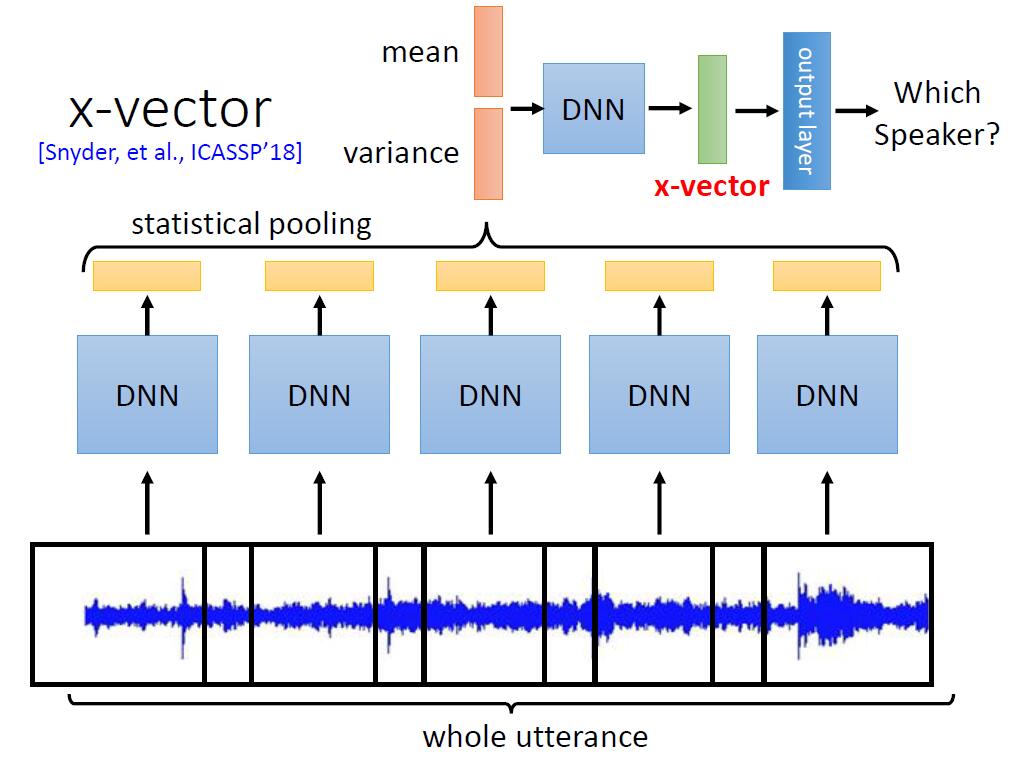 x-vector
[Snyder, et al., ICASSP’18]
mean
variance
DNN
x-vector
output layer
Which
Speaker?
statistical pooling
DNN
DNN
DNN
DNN
DNN
whole utterance